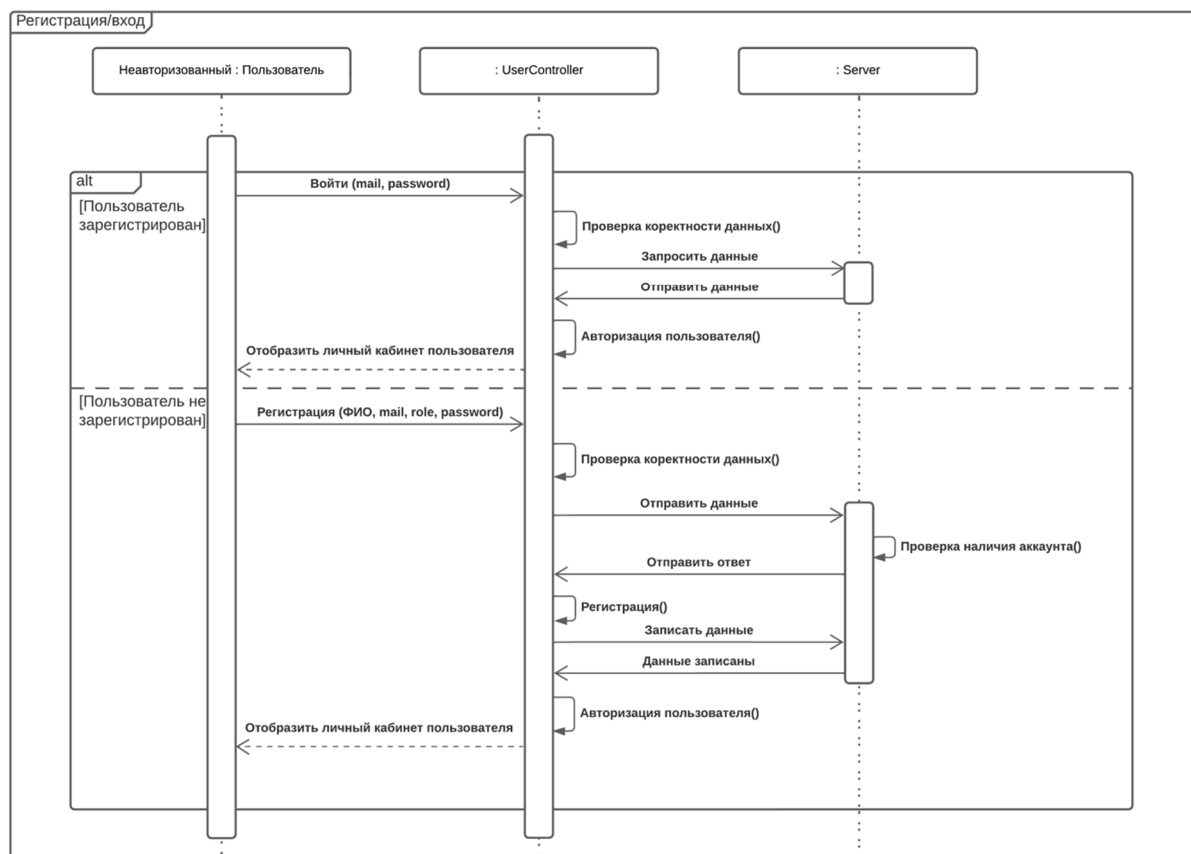 Регистрация/вход
Неавторизованный : Пользователь
: UserController
: Server
alt
Войти (mail, password)
[Пользователь
зарегистрирован]
Проверка коректности данных()
Запросить данные
Отправить данные
Авторизация пользователя()
Отобразить личный кабинет пользователя
[Пользователь не
зарегистрирован]
Регистрация (ФИО, mail, role, password)
Проверка коректности данных()
Отправить данные
Проверка наличия аккаунта()
Отправить ответ
Регистрация()
Записать данные
Данные записаны
Авторизация пользователя()
Отобразить личный кабинет пользователя